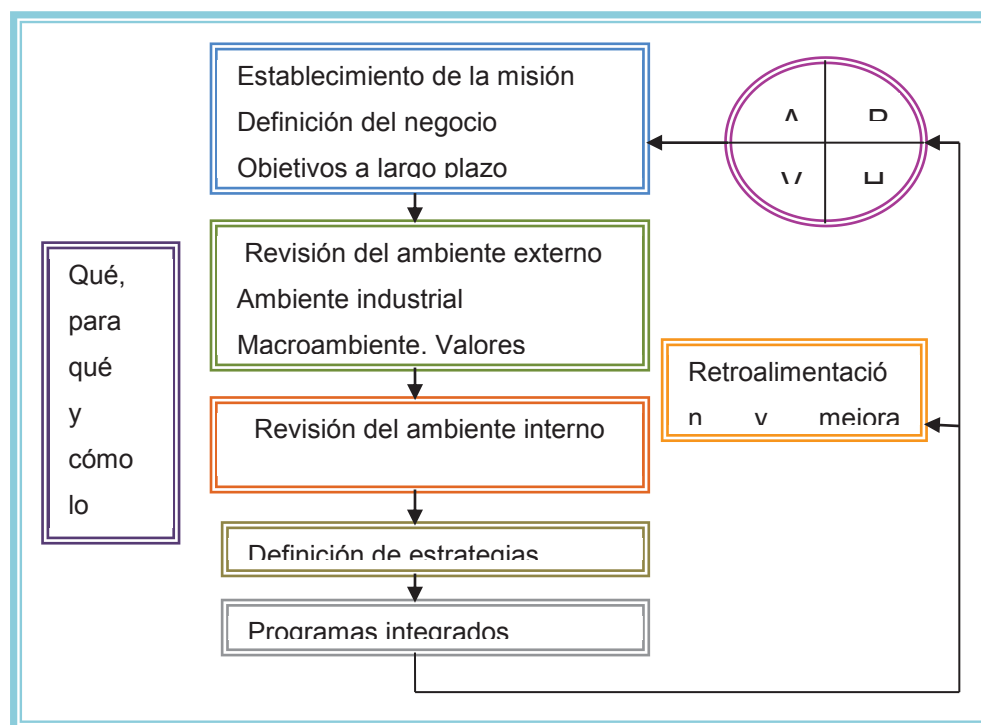 Establecimiento de la misión
Definición del negocio
Objetivos a largo plazo
A
V
Revisión del ambiente externo
Ambiente industrial
Macroambiente. Valores
Qué,
para
qué
y
cómo
lo
Retroalimentació
n y mejora
Revisión del ambiente interno
Definición de estrategias
Programas integrados